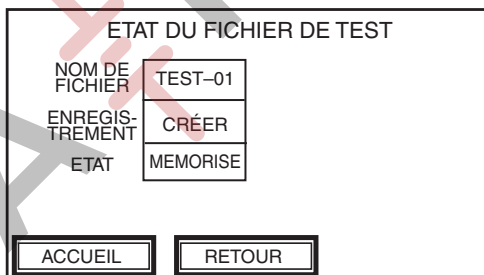 ETAT DU FICHIER DE TEST
NOM DE
FICHIER
TEST–01
ENREGIS-
TREMENT
CRÉER
ETAT
MEMORISE
ACCUEIL
RETOUR